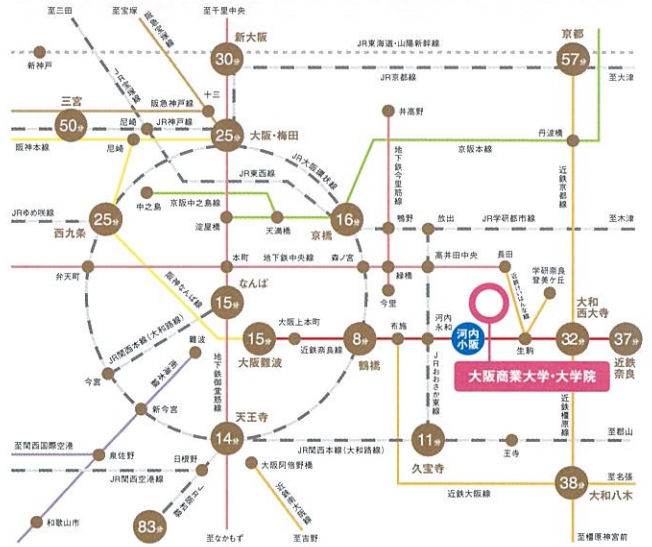 至三田
至宝塚
阪急宝塚線
至千里中央
新大阪
30分
京都
57分
JR東海道・山陽新幹線
新神戸
JR京都線
至大津
JR宝塚線
十三
三宮
50分
阪急神戸線
尼崎
JR神戸線
25分
大阪・梅田
阪神本線
尼崎
井高野
丹波橋
京阪本線
JR大阪環状線
地下鉄今里筋線
近鉄京都線
JR東西線
中之島
京阪中之島線
JRゆめ咲線
25分
西九条
淀屋橋
天満橋
16分
京橋
鴨野
放出
JR学研都市線
至木津
弁天町
本町
地下鉄中央線
森ノ宮
緑橋
高井田中央
長田
近鉄けいはんな線
学研奈良
登美ケ丘
なんば
15分
阪神なんば線
今里
大和
西大寺
JR関西本線(大和路線)
難波
大阪上本町
15分
大阪難波
近鉄奈良線
8分
鶴橋
布施
河内
永和
河内
小阪
生駒
32分
37分
近鉄
奈良
大阪商業大学・大学院
今宮
南海本線
地下鉄御堂筋線
JRおおさか東線
新今宮
天王寺
14分
近鉄橿原線
11分
久宝寺
至関西国際空港
泉佐野
日根野
JR関西本線(大和路線)
王寺
至郡山
JR関西空港線
大阪阿部野橋
近鉄南大阪線
近鉄大阪線
38分
至名張
大和八木
JR阪和線
83分
和歌山市
至なかもず
至吉野
至橿原神宮前